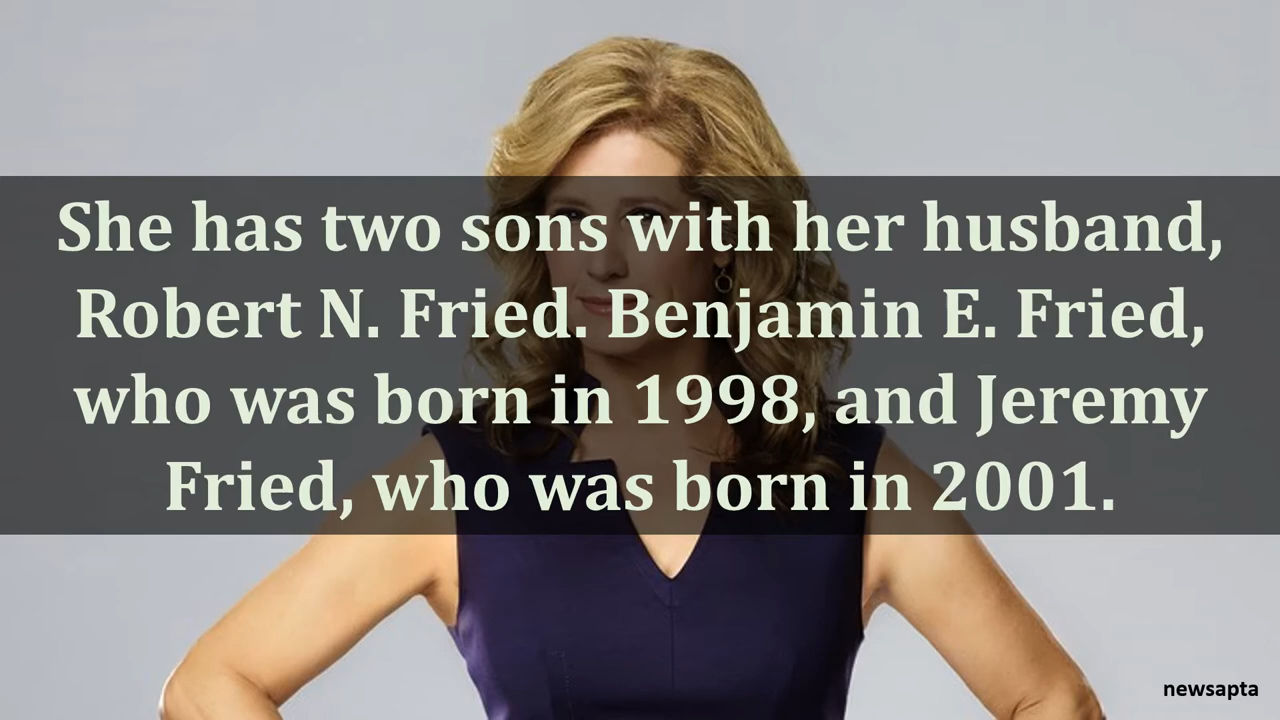 She has two sons with her husband,
Robert N. Fried. Benjamin E. Fried,
who was born in 1998, and Jeremy
Fried, who was born in 2001.
newsapta